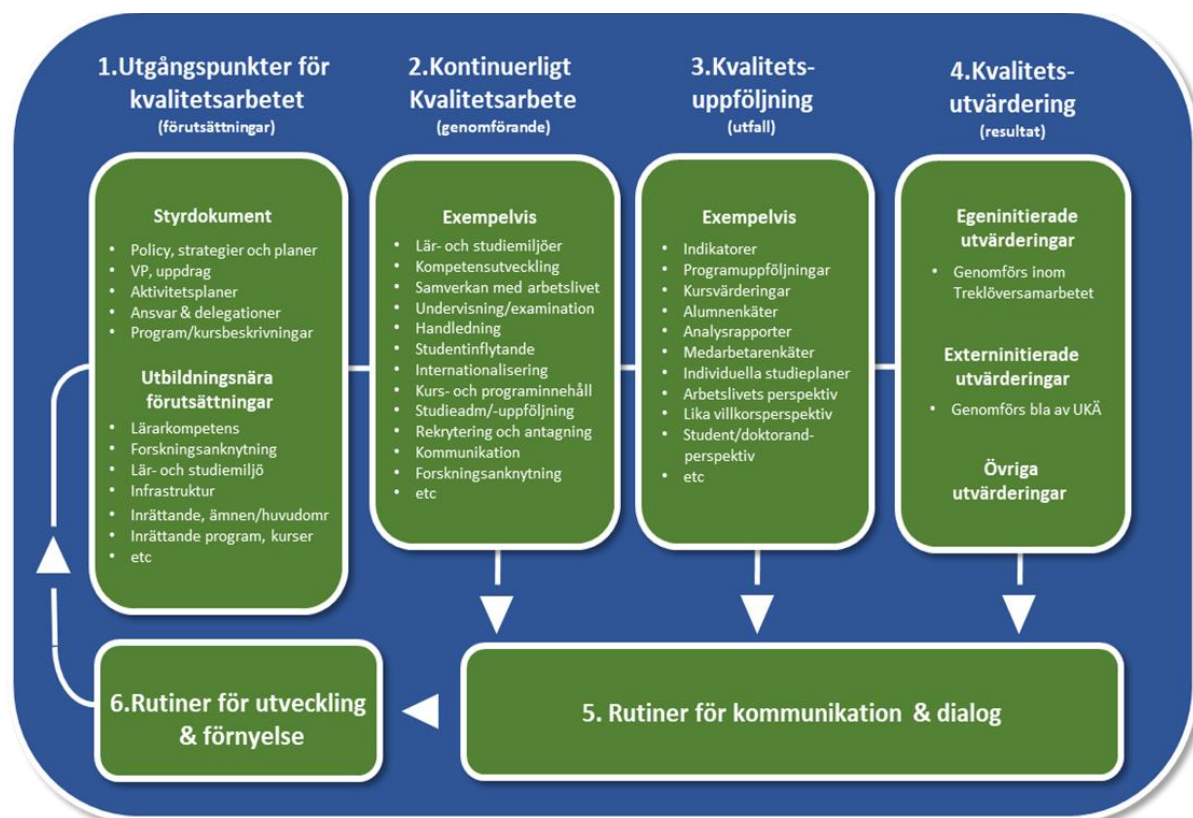 1.Utgångspunkter för
kvalitetsarbetet
(förutsättningar)
Styrdokument
• Policy, strategier och planer
• VP, uppdrag
• Aktivitetsplaner
• Ansvar & delegationer
• Program/kursbeskrivningar
Utbildningsnära
förutsättningar
• Lärarkompetens
• Forskningsanknytning
• Lär- och studiemiljö
• Infrastruktur
• Inrättande, ämnen/huvudomr
• Inrättande program, kurser
• etc
2.Kontinuerligt
Kvalitetsarbete
(genomförande)
Exempelvis
• Lär- och studiemiljöer
• Kompetensutveckling
• Samverkan med arbetslivet
• Undervisning/examination
• Handledning
• Studentinflytande
• Internationalisering
• Kurs- och programinnehåll
• Studieadm/-uppföljning
• Rekrytering och antagning
• Kommunikation
• Forskningsanknytning
• etc
3.Kvalitets-
uppföljning
(utfall)
Exempelvis
• Indikatorer
• Programuppföljningar
• Kursvärderingar
• Alumnenkäter
• Analysrapporter
• Medarbetarenkäter
• Individuella studieplaner
• Arbetslivets perspektiv
• Lika villkorsperspektiv
• Student/doktorand-
perspektiv
• etc
4.Kvalitets-
utvärdering
(resultat)
Egeninitierade
utvärderingar
• Genomförs inom
Treklöversamarbetet
Externinitierade
utvärderingar
• Genomförs bla av UKÄ
Övriga
utvärderingar
5. Rutiner för kommunikation & dialog
6.Rutiner för utveckling
& förnyelse